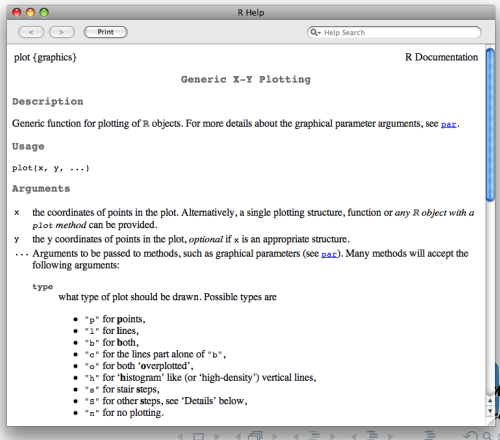 R Help
Print
Help Search
plot {graphics}
R Documentation
Generic X-Y Plotting
Description
Generic function for plotting of R objects. For more details about the graphical parameter arguments, see par.
Usage
plot(x, y, ...)
Arguments
x the coordinates of points in the plot. Alternatively, a single plotting structure, function or any R object with a
plot method can be provided.
y the y coordinates of points in the plot, optional if x is an appropriate structure.
... Arguments to be passed to methods, such as graphical parameters (see par). Many methods will accept the
following arguments:
type
what type of plot should be drawn. Possible types are
• "p" for points,
• "l" for lines,
• "b" for both,
• "c" for the lines part alone of "b",
• "o" for both ‘overplotted’,
• "h" for ‘histogram’ like (or ‘high-density’) vertical lines,
• "s" for stair steps,
• "S" for other steps, see ‘Details’ below,
• "n" for no plotting.